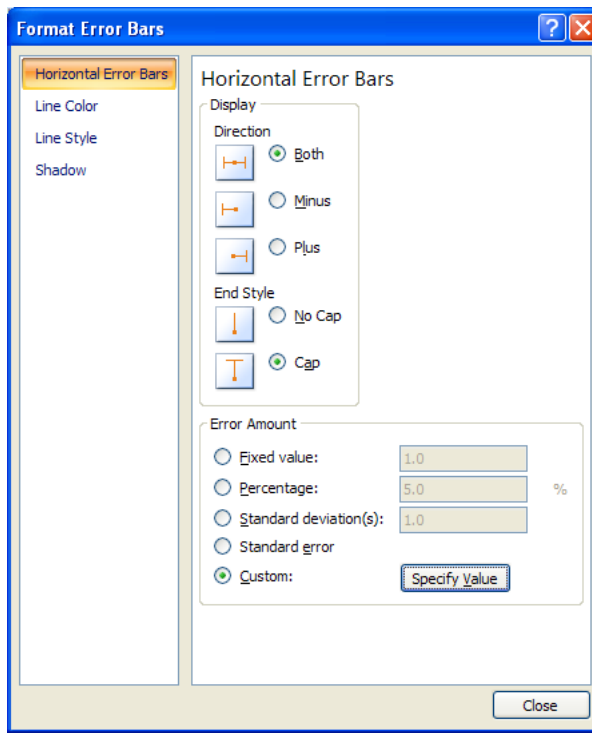 Format Error Bars
Horizontal Error Bars
Line Color
Line Style
Shadow
Horizontal Error Bars
Display
Direction
Both
Minus
Plus
End Style
No Cap
Cap
Error Amount
Fixed value: 1.0
Percentage: 5.0 %
Standard deviation(s): 1.0
Standard error
Custom: Specify Value
Close